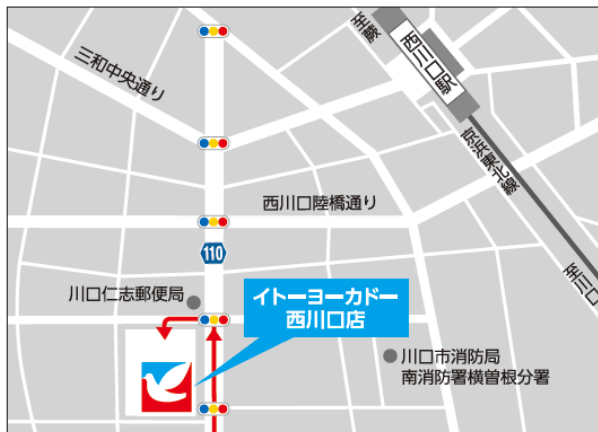 至蕨
西川口駅
三和中央通り
京浜東北線
西川口陸橋通り
110
至川口
川口仁志郵便局
イトーヨーカドー
西川口店
川口市消防局
南消防署横曽根分署